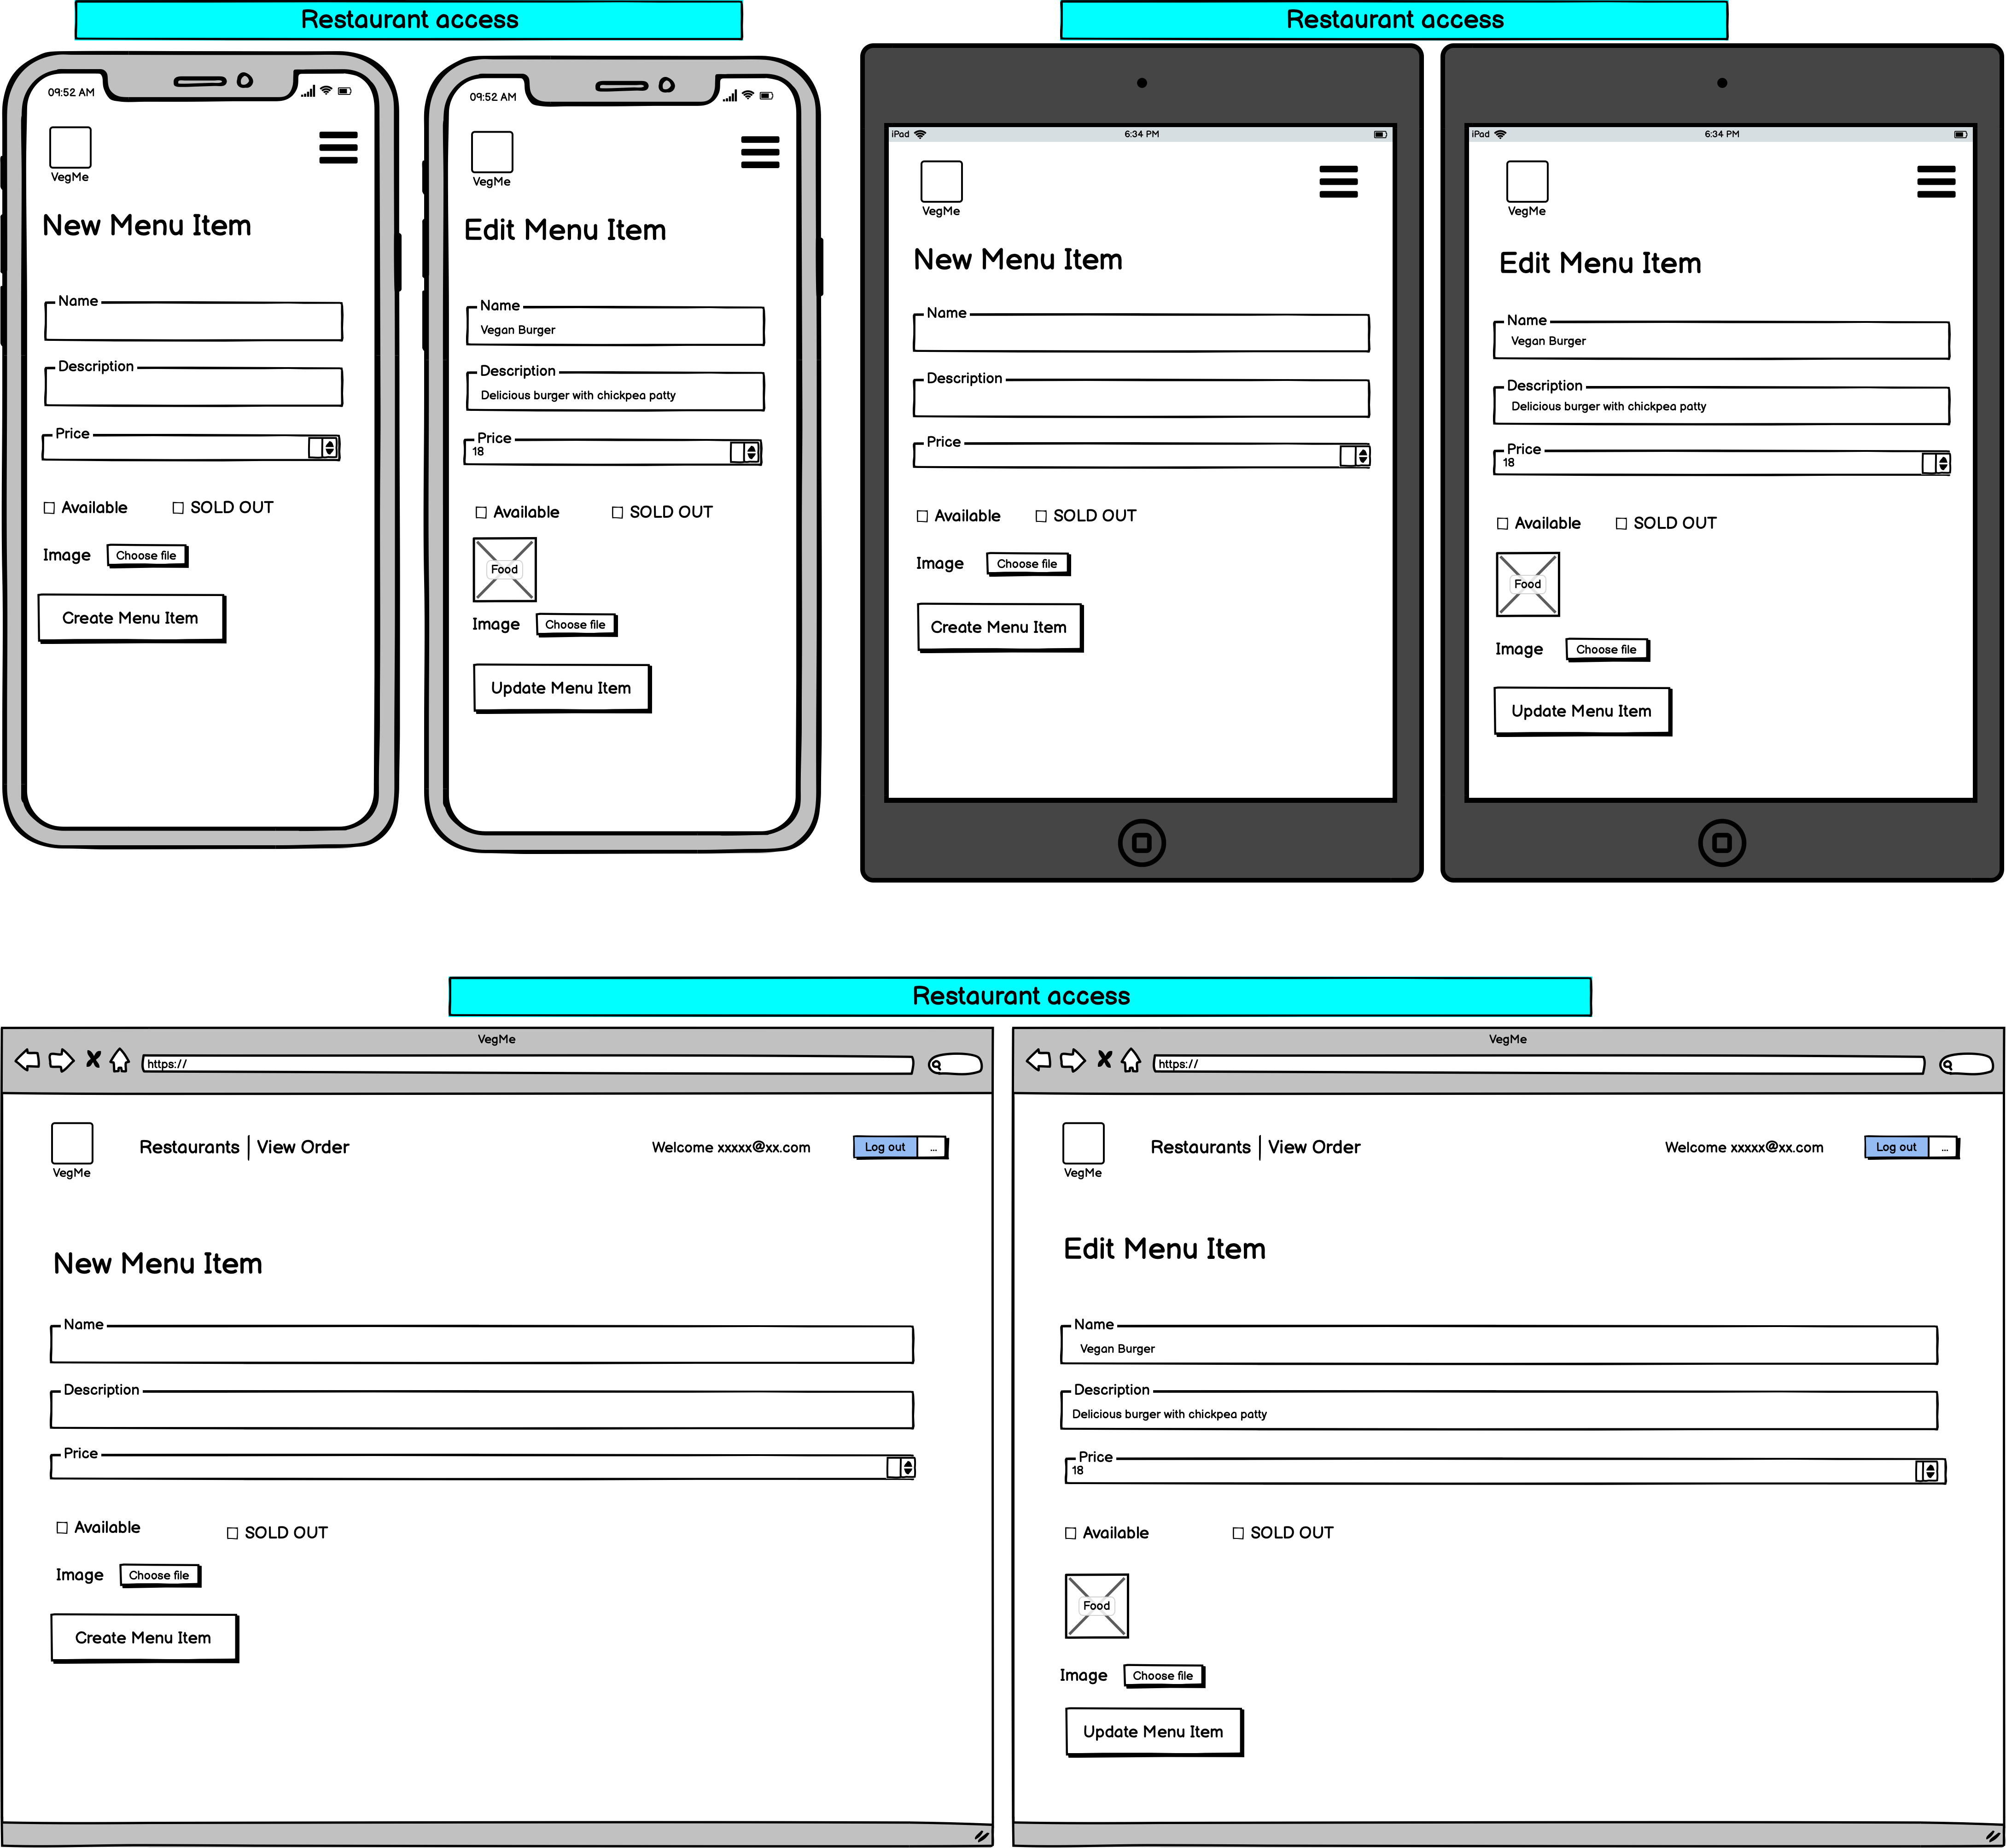 Restaurant access
09:52 AM
VegMe
New Menu Item
Name
Description
Price
Available SOLD OUT
Image Choose file
Create Menu Item
09:52 AM
VegMe
Edit Menu Item
Name
Vegan Burger
Description
Delicious burger with chickpea patty
Price
18
Available SOLD OUT
Food
Image Choose file
Update Menu Item
Restaurant access
iPad 6:34 PM
VegMe
New Menu Item
Name
Description
Price
Available SOLD OUT
Image Choose file
Create Menu Item
iPad 6:34 PM
VegMe
Edit Menu Item
Name
Vegan Burger
Description
Delicious burger with chickpea patty
Price
18
Available SOLD OUT
Food
Image Choose file
Update Menu Item
Restaurant access
VegMe
https://
Restaurants | View Order Welcome xxxxx@xx.com Log out ...
VegMe
New Menu Item
Name
Description
Price
Available SOLD OUT
Image Choose file
Create Menu Item
VegMe
https://
Restaurants | View Order Welcome xxxxx@xx.com Log out ...
VegMe
Edit Menu Item
Name
Vegan Burger
Description
Delicious burger with chickpea patty
Price
18
Available SOLD OUT
Food
Image Choose file
Update Menu Item